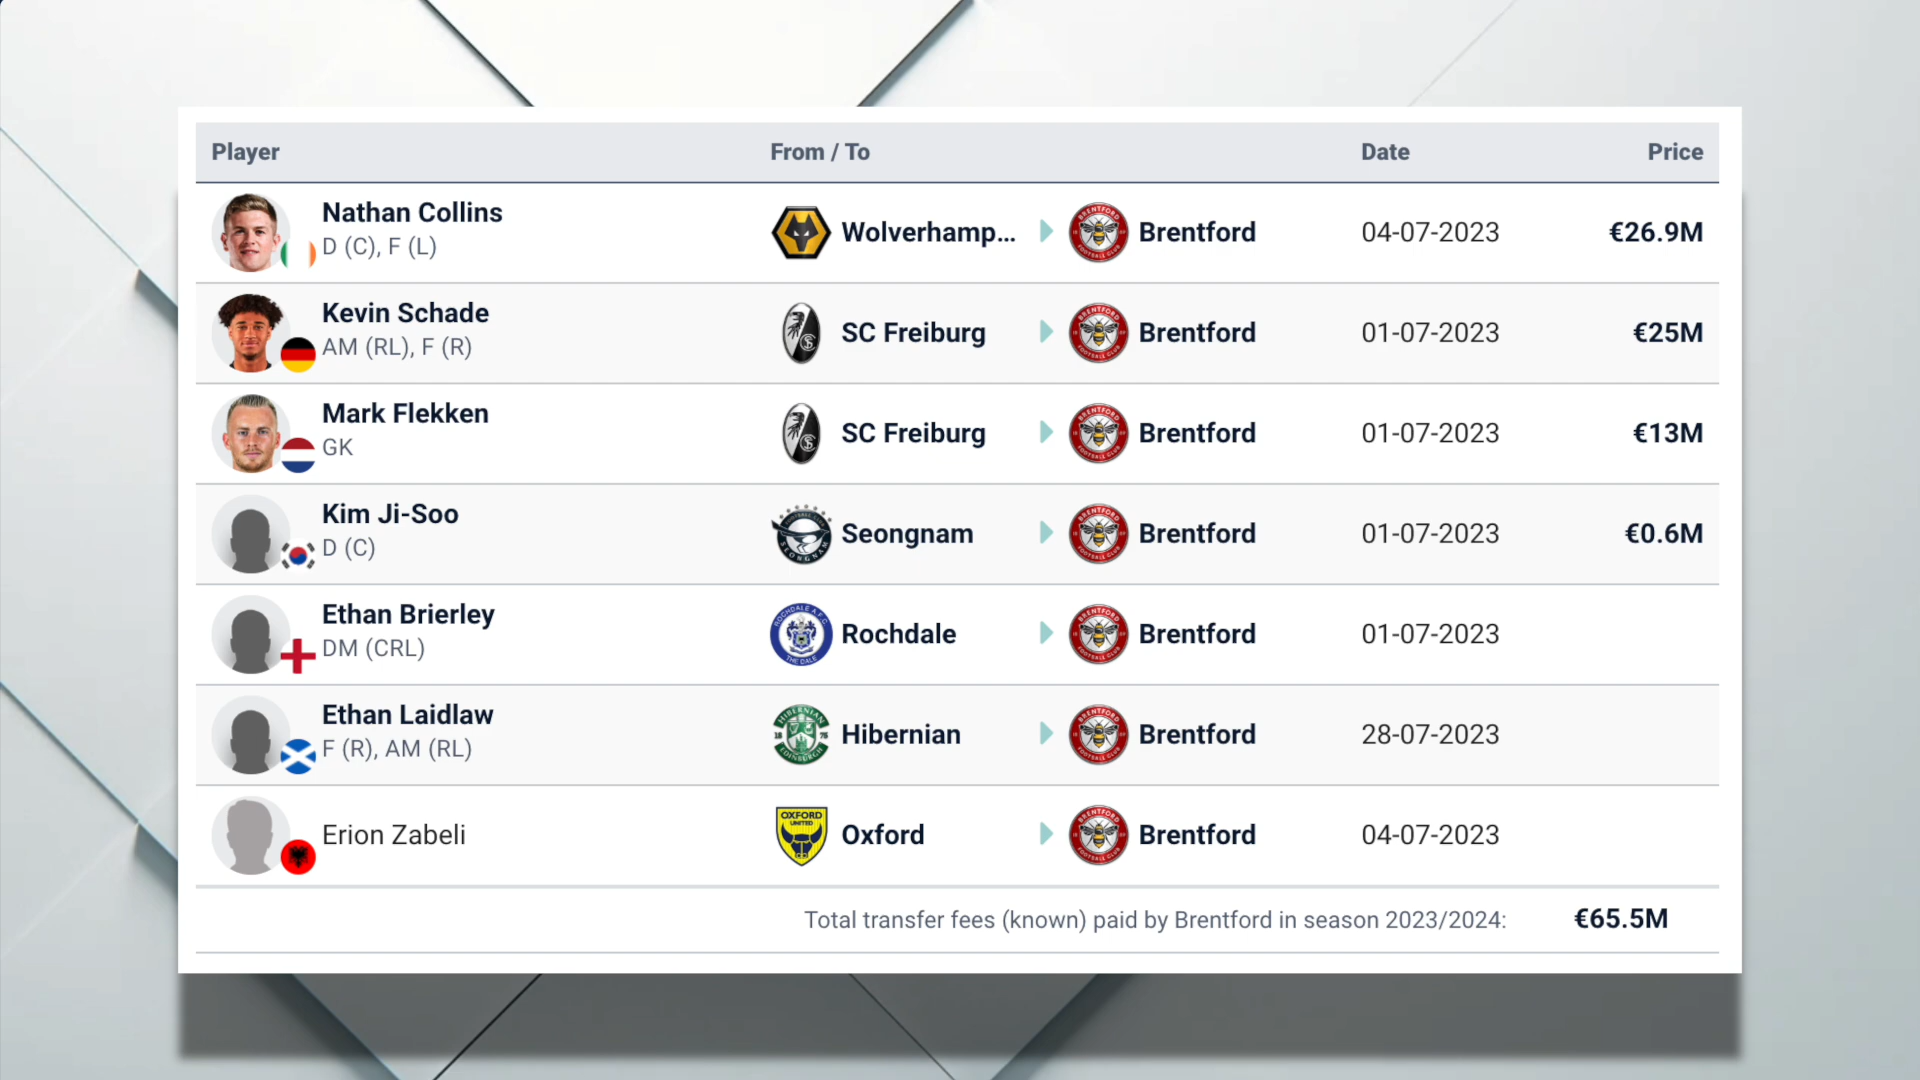 Player From / To Date Price
Nathan Collins
D (C), F (L)
Wolverhamp... Brentford 04-07-2023 €26.9M
Kevin Schade
AM (RL), F (R)
SC Freiburg Brentford 01-07-2023 €25M
Mark Flekken
GK
SC Freiburg Brentford 01-07-2023 €13M
Kim Ji-Soo
D (C)
Seongnam Brentford 01-07-2023 €0.6M
Ethan Brierley
DM (CRL)
Rochdale Brentford 01-07-2023
Ethan Laidlaw
F (R), AM (RL)
Hibernian Brentford 28-07-2023
Erion Zabeli
Oxford Brentford 04-07-2023
Total transfer fees (known) paid by Brentford in season 2023/2024: €65.5M